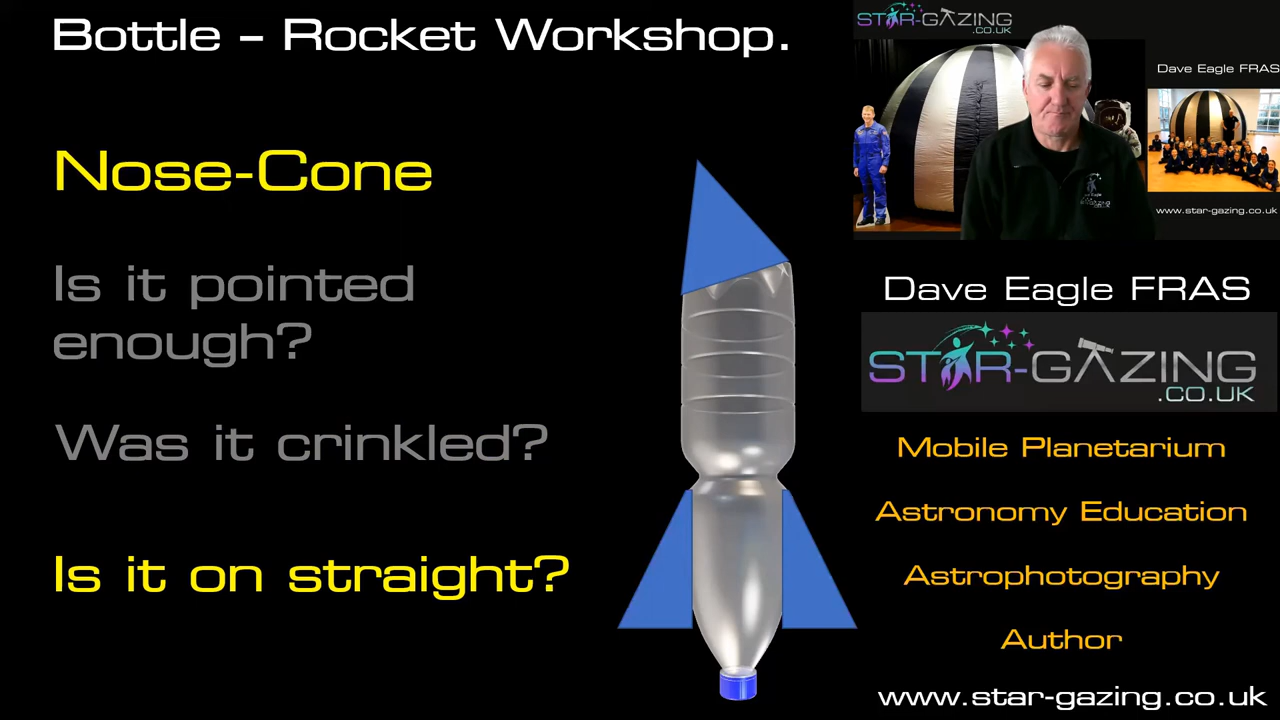 Bottle – Rocket Workshop.
Nose-Cone
Is it pointed
enough?
Was it crinkled?
Is it on straight?
STAR-GAZING
.CO.UK
Dave Eagle FRAS
www.star-gazing.co.uk
Dave Eagle FRAS
STAR-GAZING
.CO.UK
Mobile Planetarium
Astronomy Education
Astrophotography
Author
www.star-gazing.co.uk